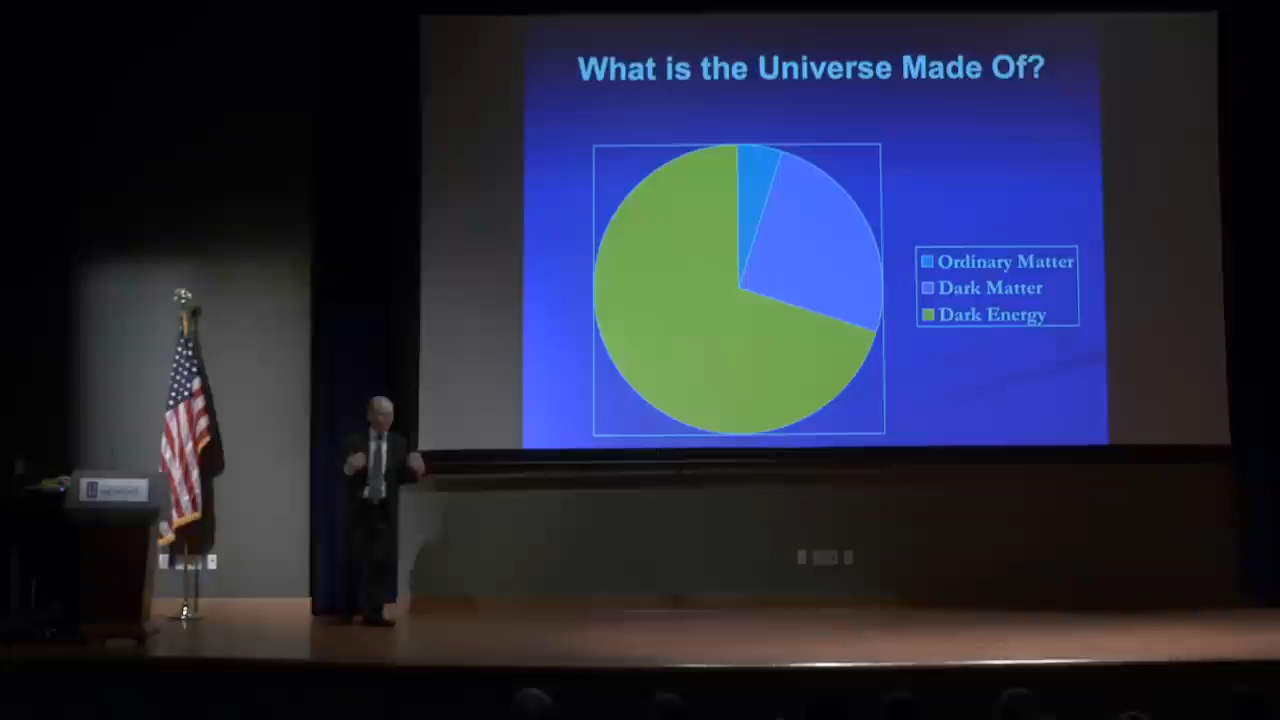 What is the Universe Made Of?
Ordinary Matter
Dark Matter
Dark Energy